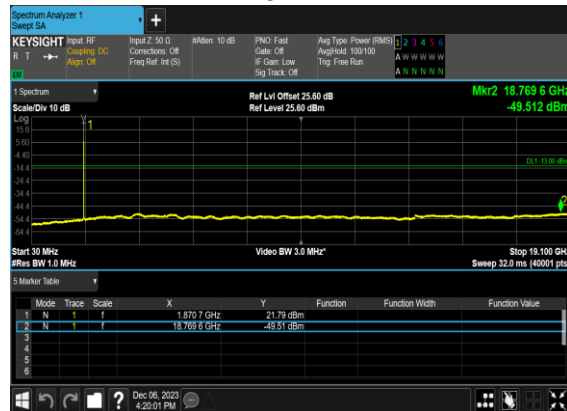 Spectrum Analyzer 1
Swept SA
+
KEYSIGHT Input: RF
R T Coupling: DC
Align: Off
Input Z: 50 Ω
Corrections: Off
Freq Ref: Int (S)
#Atten: 10 dB
PNO: Fast
Gate: Off
IF Gain: Low
Sig Track: Off
Avg Type: Power (RMS)
Avg|Hold: 100/100
Trig: Free Run
1 2 3 4 5 6
A W W W W W
A N N N N N
1 Spectrum
Scale/Div 10 dB
Log
Ref Lvl Offset 25.60 dB
Ref Level 25.60 dBm
Mkr2 18.769 6 GHz
-49.512 dBm
15.6
5.60
-4.40
-14.4
-24.4
-34.4
-44.4
-54.4
-64.4
1
2
DL1 -13.00 dBm
Start 30 MHz
#Res BW 1.0 MHz
Video BW 3.0 MHz*
Stop 19.100 GHz
Sweep 32.0 ms (40001 pts
5 Marker Table
Mode Trace Scale X Y Function Function Width Function Value
1 N 1 f 1.870 7 GHz 21.79 dBm
2 N 1 f 18.769 6 GHz -49.51 dBm
3
4
5
6
?
Dec 06, 2023
4:20:01 PM